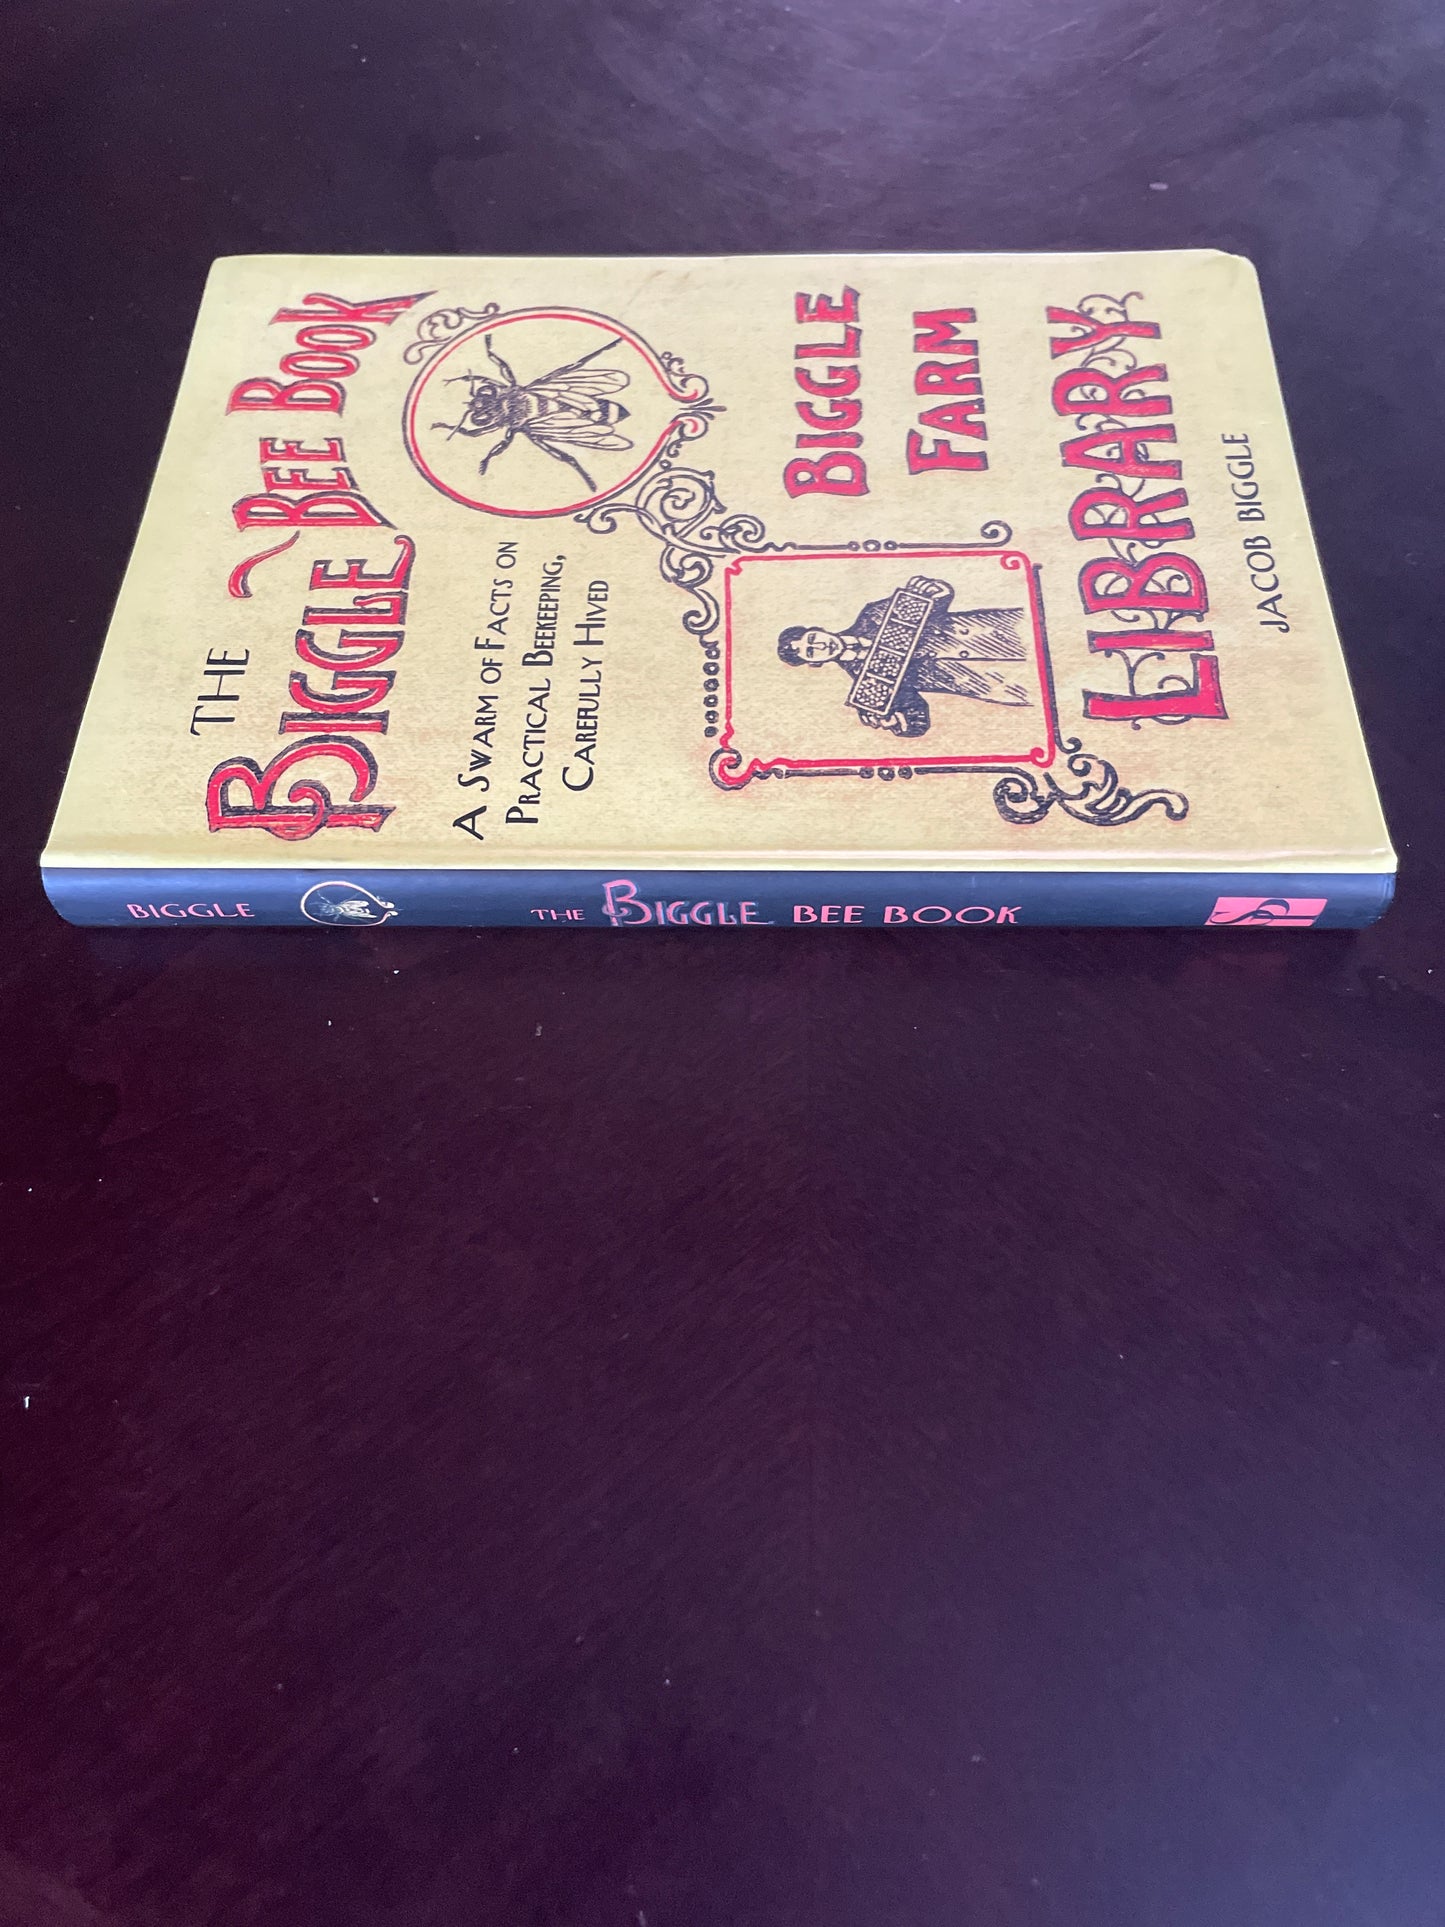 THE
BIGGLE BEE BOOK
A SWARM OF FACTS ON
PRACTICAL BEEKEEPING,
CAREFULLY HIVED
BIGGLE
FARM
LIBRARY
JACOB BIGGLE
BIGGLE THE BIGGLE BEE BOOK